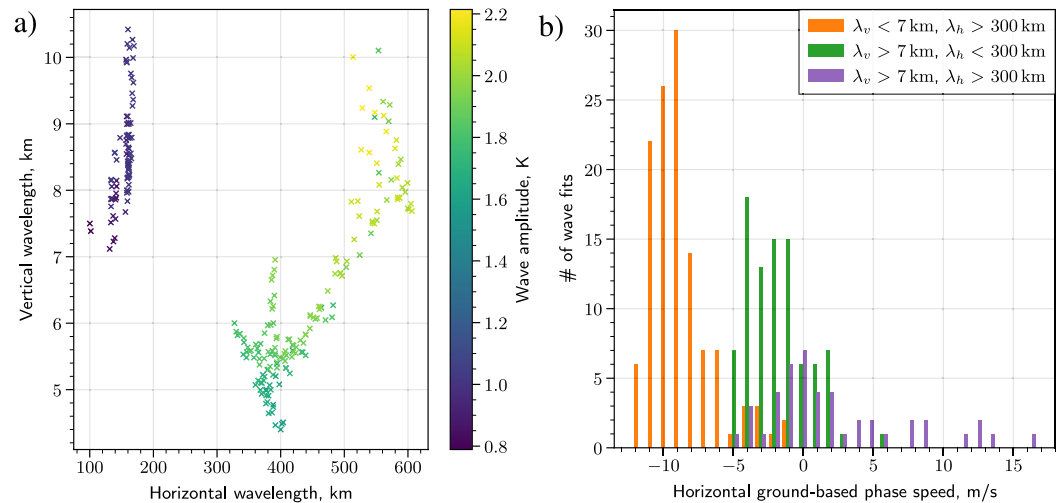 a)
10
9
8
7
6
5
Vertical wavelength, km
100 200 300 400 500 600
Horizontal wavelength, km
2.2
2.0
1.8
1.6
1.4
1.2
1.0
0.8
Wave amplitude, K
b)
λv < 7 km, λh > 300 km
λv > 7 km, λh < 300 km
λv > 7 km, λh > 300 km
30
25
20
15
10
5
0
# of wave fits
−10 −5 0 5 10 15
Horizontal ground-based phase speed, m/s